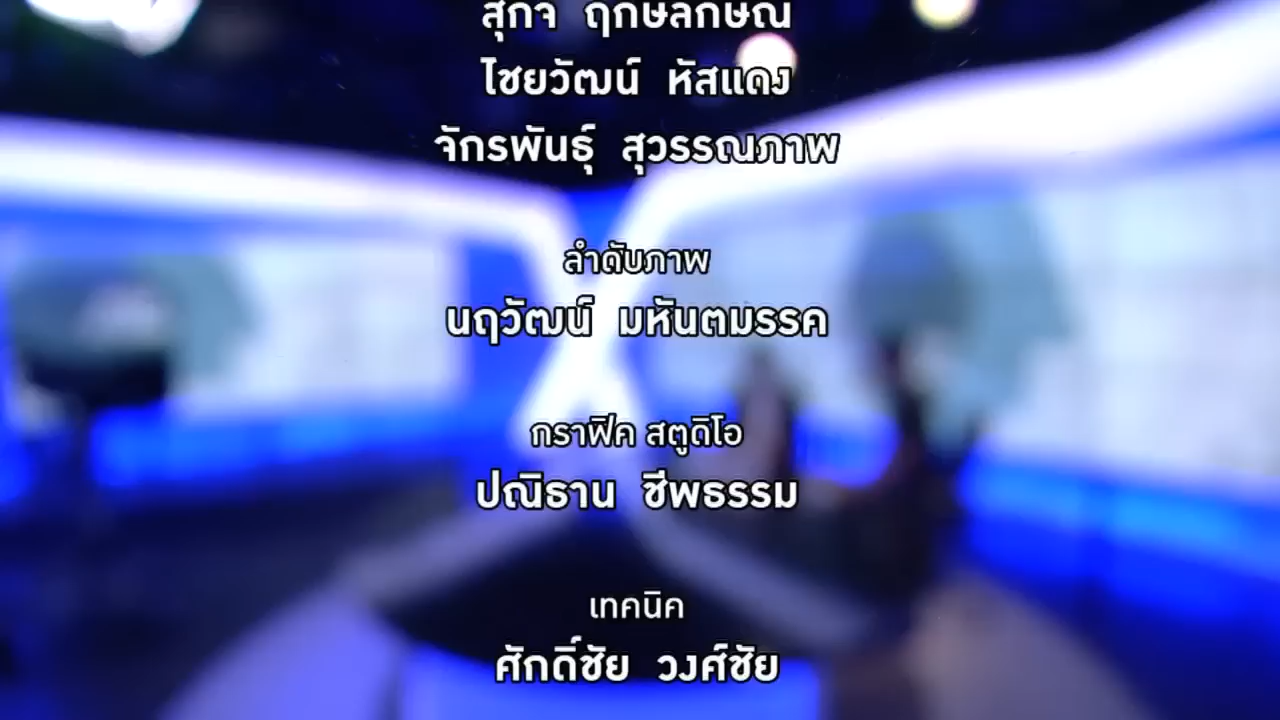 สุกิจ  ฤกษ์ลักษณ์
ไชยวัฒน์  หัสแดง
จักรพันธุ์  สุวรรณภาพ
ลำดับภาพ
นฤวัฒน์  มหันตมรรค
กราฟิค สตูดิโอ
ปณิธาน  ชีพธรรม
เทคนิค
ศักดิ์ชัย  วงศ์ชัย